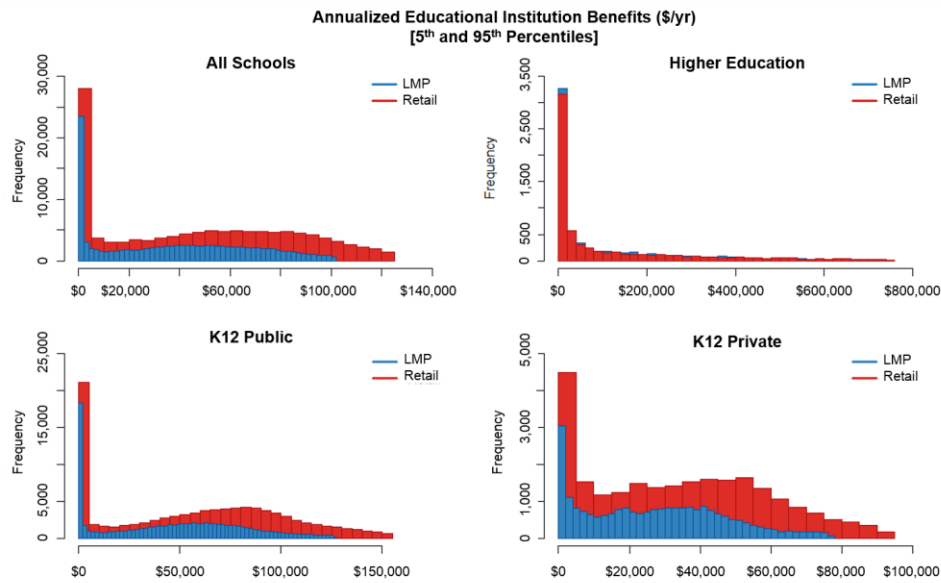 Annualized Educational Institution Benefits ($/yr)
[5th and 95th Percentiles]
All Schools
Frequency
30,000
20,000
10,000
0
$0 $20,000 $60,000 $100,000 $140,000
LMP
Retail
Higher Education
Frequency
3,500
2,500
1,500
500
0
$0 $200,000 $400,000 $600,000 $800,000
LMP
Retail
K12 Public
Frequency
25,000
15,000
5,000
0
$0 $50,000 $100,000 $150,000
LMP
Retail
K12 Private
Frequency
5,000
3,000
1,000
0
$0 $20,000 $40,000 $60,000 $80,000 $100,000
LMP
Retail